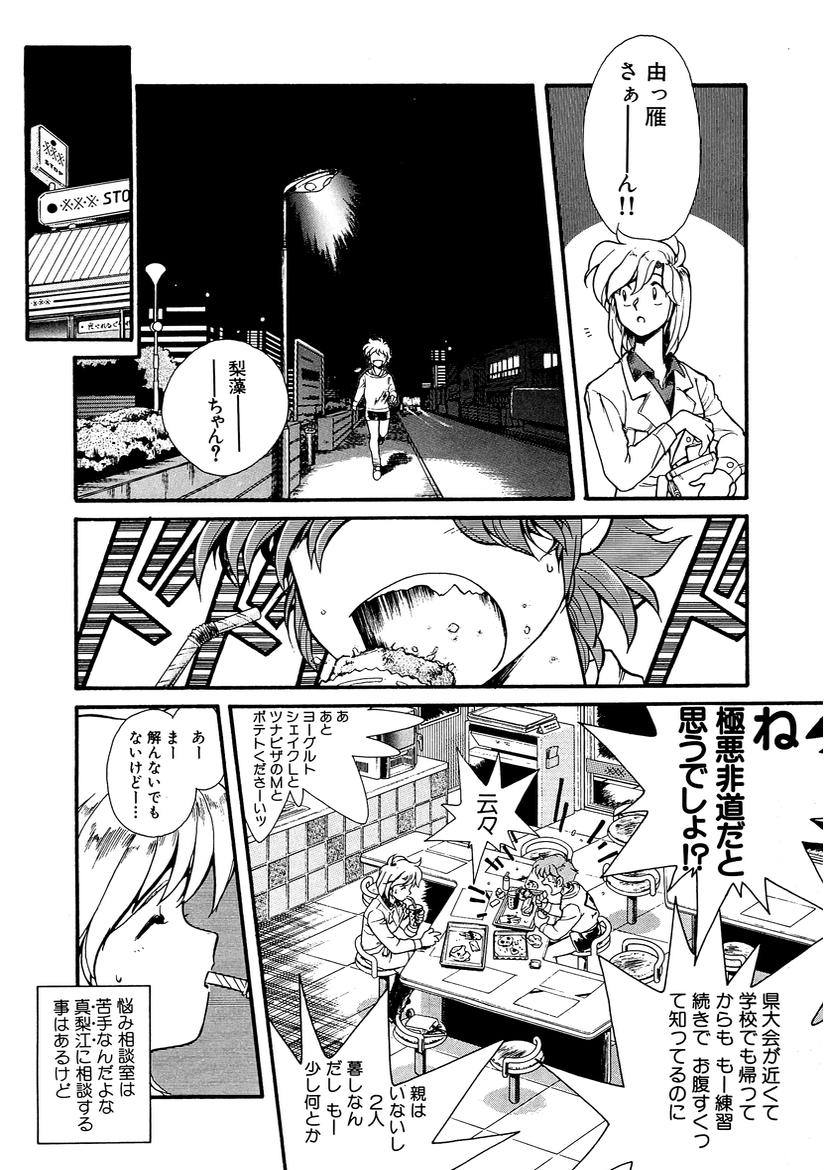 由っ雁
さぁ――ん!!
梨藻――
――ちゃん?
※※※
STOP
※※※ STO
ね
極悪非道だと
思うでしょ!?
県大会が近くて
学校でも帰って
からも もー練習
続きで お腹すくっ
て知ってるのに
云々
親は
いないし
2人
暮しなん
だし もー
少し何とか
あ
あと
ヨーグルト
シェイクLと
ツナピザのMと
ポテトくださーいッ
あー
まー
解んないでも
ないけどー…
悩み相談室は
苦手なんだよな
真梨江に相談する
事はあるけど